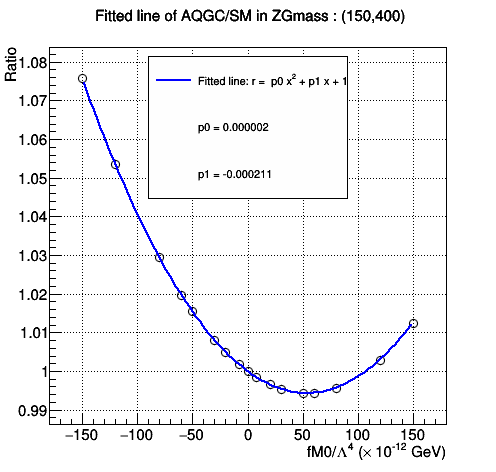 Fitted line of AQGC/SM in ZGmass : (150,400)
Ratio
1.08
1.07
1.06
1.05
1.04
1.03
1.02
1.01
1
0.99
Fitted line: r = p0 x² + p1 x + 1
p0 = 0.000002
p1 = -0.000211
−150 −100 −50 0 50 100 150
fM0/Λ⁴ (× 10⁻¹² GeV)